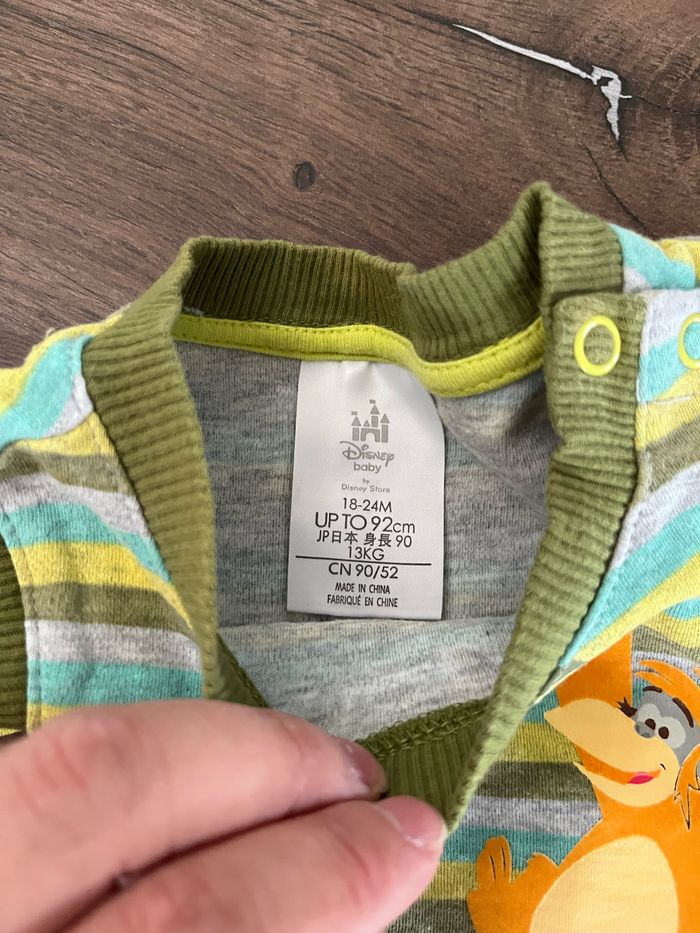 Disney
baby
by
Disney Store
18-24M
UP TO 92cm
JP日本 身長 90
13KG
CN 90/52
MADE IN CHINA
FABRIQUÉ EN CHINE